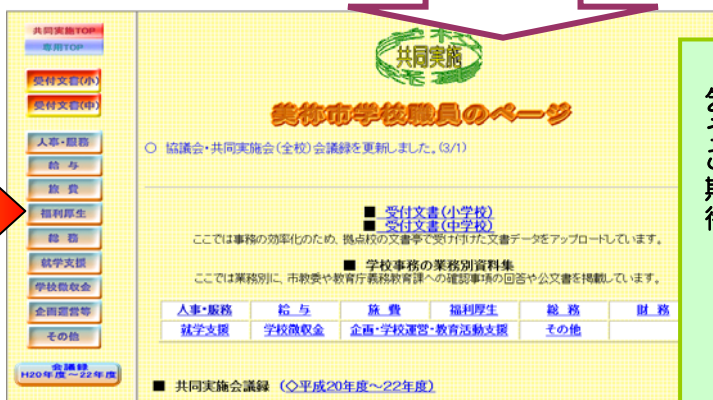 共同実施TOP
専用TOP
受付文書(小)
受付文書(中)
人事・服務
給 与
旅 費
福利厚生
総 務
就学支援
学校徴収金
企画運営等
その他
会議録
H20年度~22年度
共同実施
美祢市学校職員のページ
○ 協議会・共同実施会(全校)会議録を更新しました。(3/1)
■ 受付文書(小学校)
■ 受付文書(中学校)
ここでは事務の効率化のため、拠点校の文書亭で受け付けた文書データをアップロードしています。
■ 学校事務の業務別資料集
ここでは業務別に、市教委や教育庁義務教育課への確認事項の回答や公文書を掲載しています。
人事・服務 給 与 旅 費 福利厚生 総 務 財 務
就学支援 学校徴収金 企画・学校運営・教育活動支援 その他
■ 共同実施会議録 (◇平成20年度~22年度)